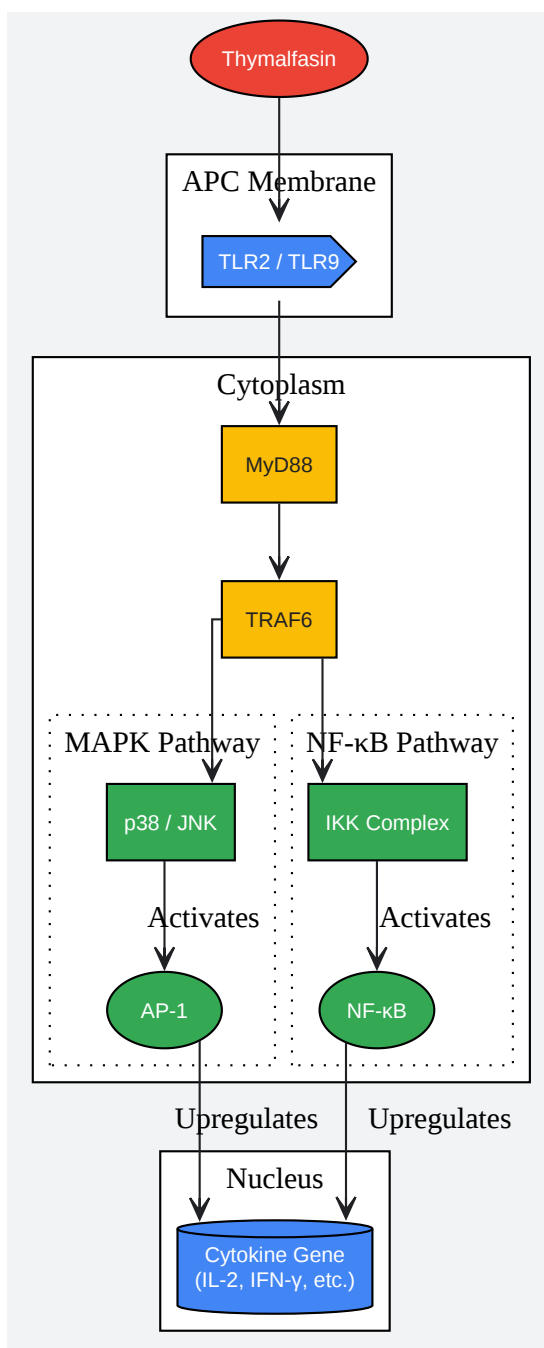 Thymalfasin
APC Membrane
TLR2 / TLR9
Cytoplasm
MyD88
TRAF6
MAPK Pathway
NF-κB Pathway
p38 / JNK
IKK Complex
Activates
Activates
AP-1
NF-κB
Upregulates
Upregulates
Nucleus
Cytokine Gene
(IL-2, IFN-γ, etc.)